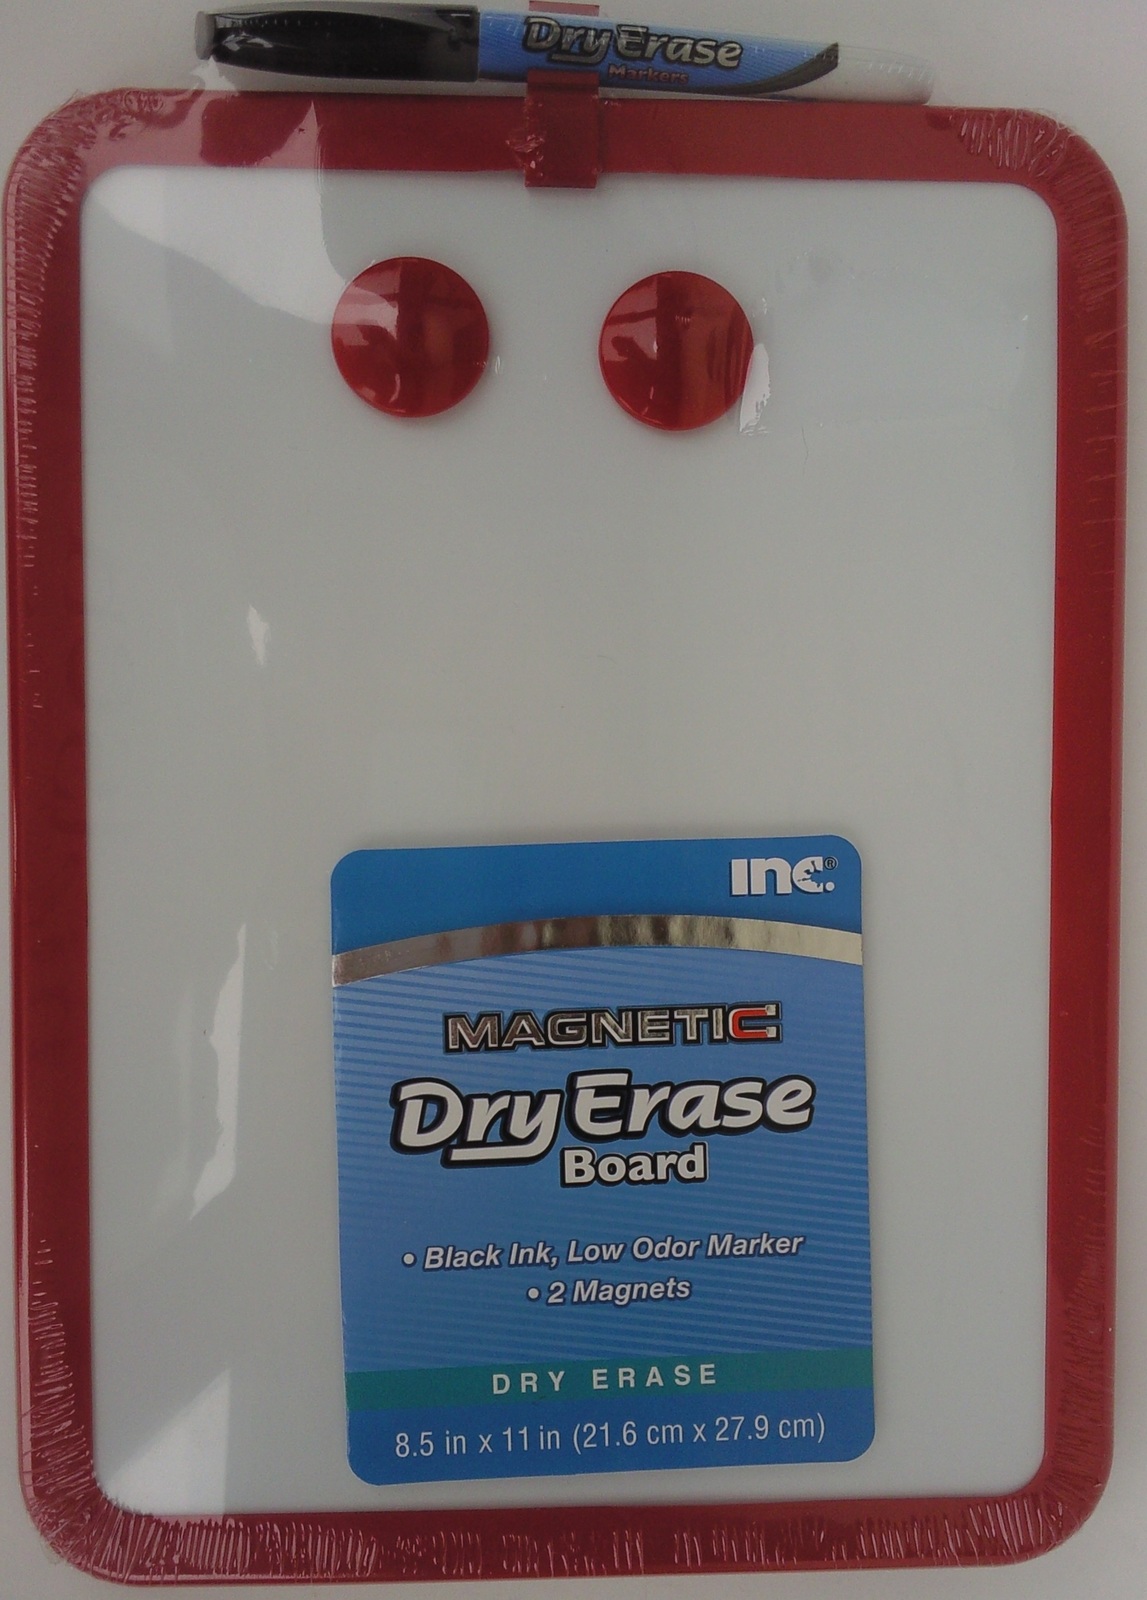 Dry Erase
Markers
inc.®
MAGNETIC
Dry Erase
Board
• Black Ink, Low Odor Marker
• 2 Magnets
DRY ERASE
8.5 in x 11 in (21.6 cm x 27.9 cm)